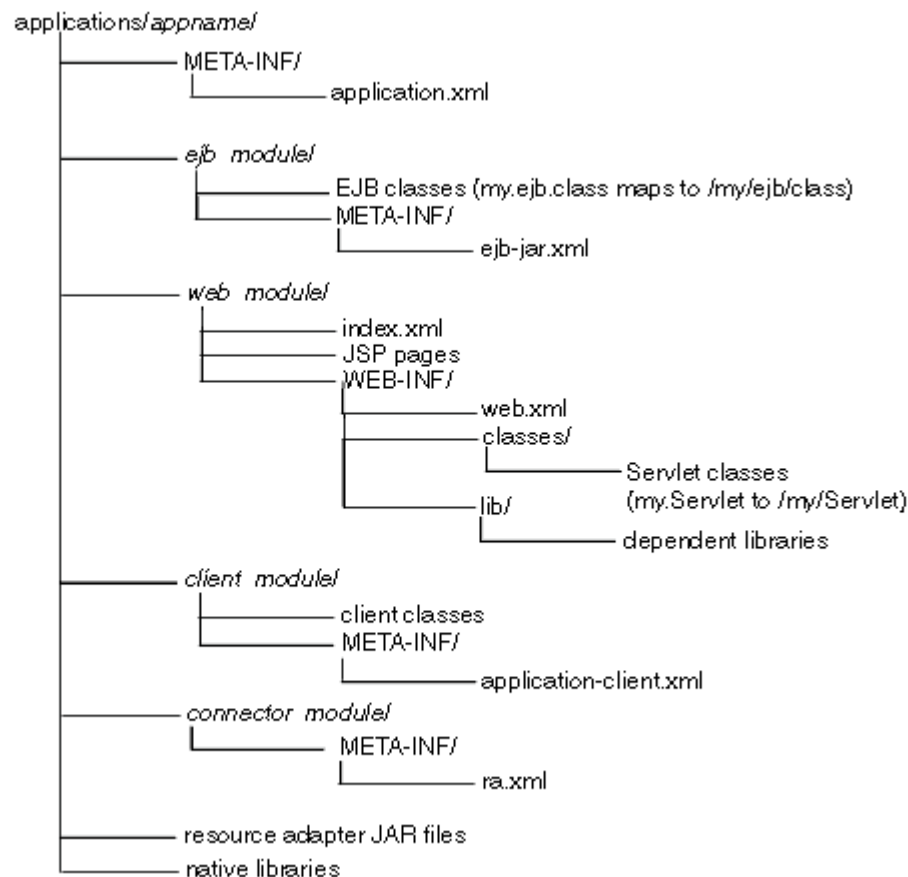 applications/appname/
META-INF/
application.xml
ejb module/
EJB classes (my.ejb.class maps to /my/ejb/class)
META-INF/
ejb-jar.xml
web module/
index.xml
JSP pages
WEB-INF/
web.xml
classes/
Servlet classes
(my.Servlet to /my/Servlet)
lib/
dependent libraries
client module/
client classes
META-INF/
application-client.xml
connector module/
META-INF/
ra.xml
resource adapter JAR files
native libraries